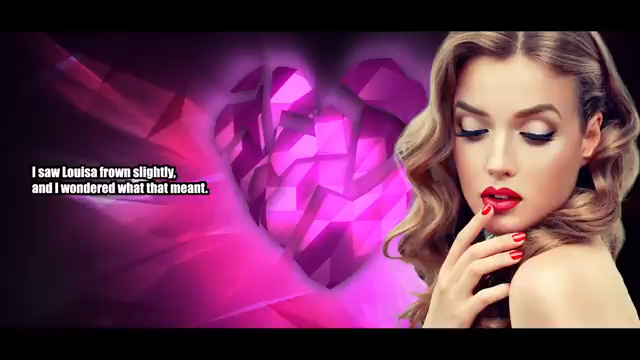 I saw Louisa frown slightly,
and I wondered what that meant.